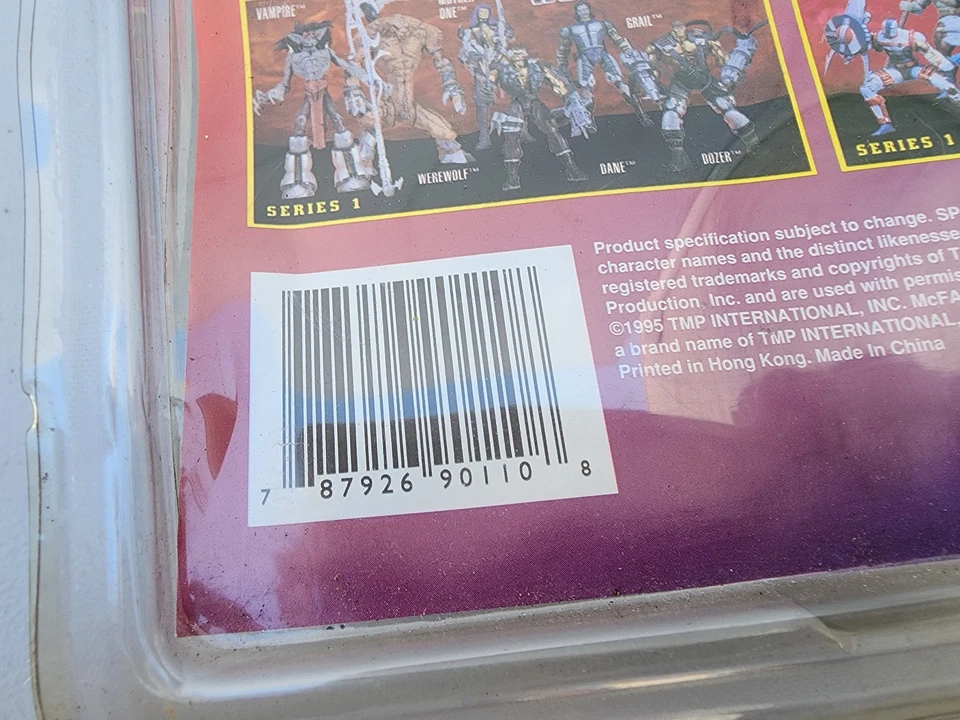 VAMPIRE™
ONE™
GRAIL™
WEREWOLF™
DANE™
DOZER™
SERIES 1
SERIES 1
Product specification subject to change. SP
character names and the distinct likenesse
registered trademarks and copyrights of T
Production, Inc. and are used with permis
©1995 TMP INTERNATIONAL, INC. McFA
a brand name of TMP INTERNATIONAL,
Printed in Hong Kong. Made In China
7 87926 90110 8